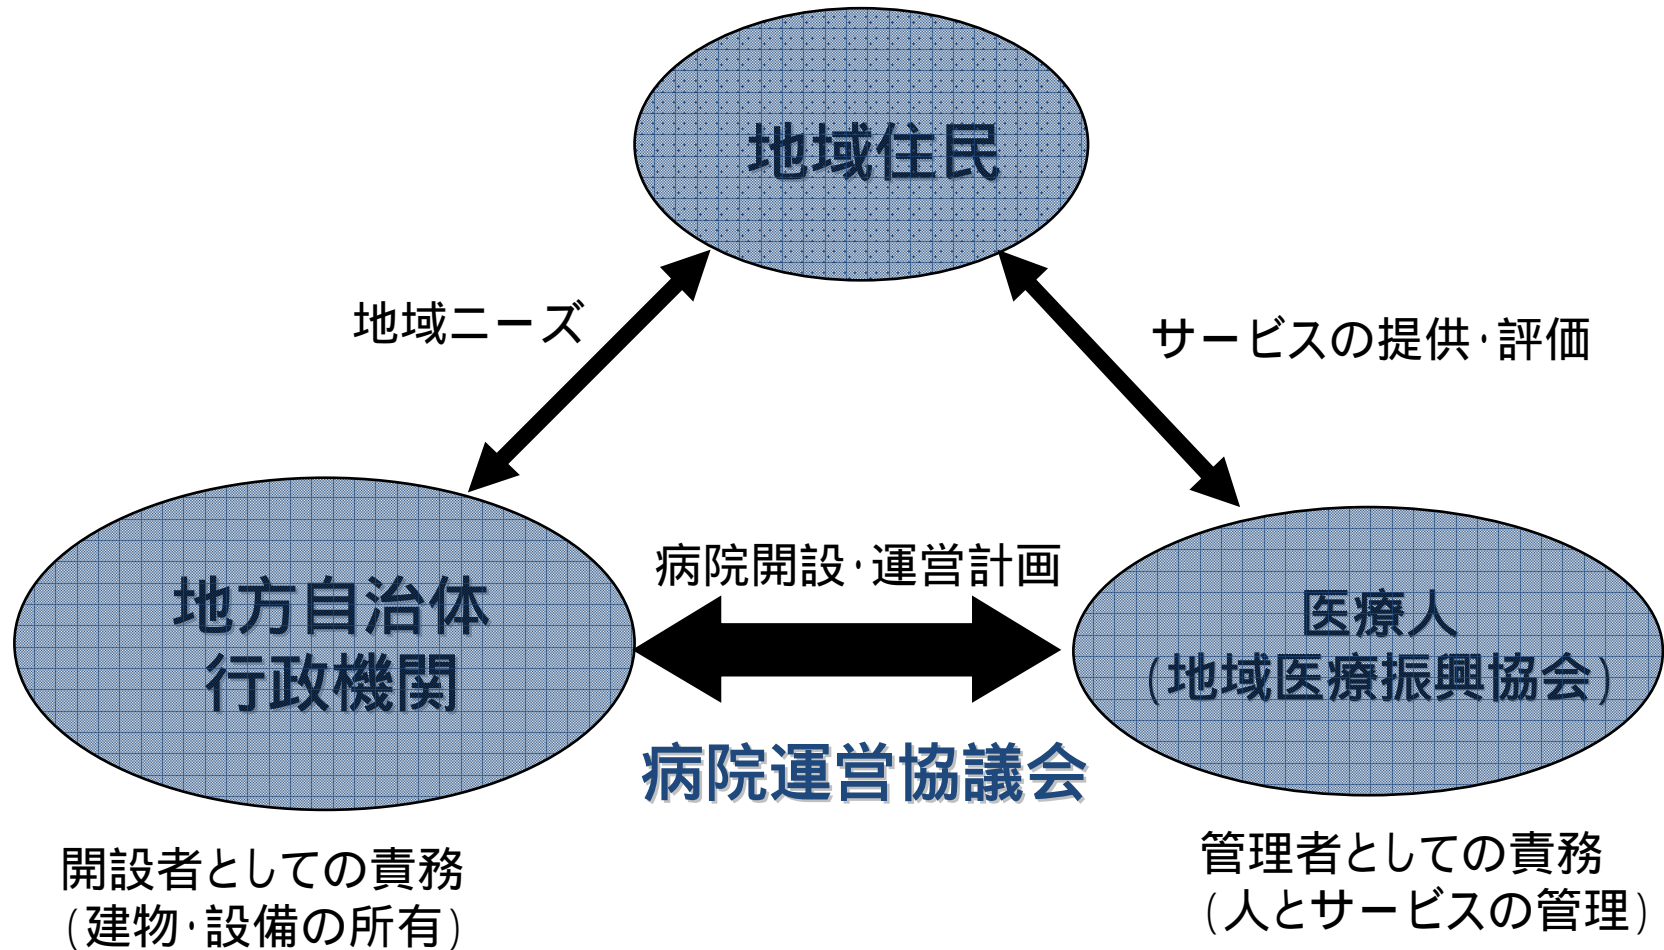 地域住民
地域ニーズ
サービスの提供・評価
病院開設・運営計画
地方自治体
行政機関
医療人
(地域医療振興協会)
病院運営協議会
開設者としての責務
(建物・設備の所有)
管理者としての責務
(人とサービスの管理)